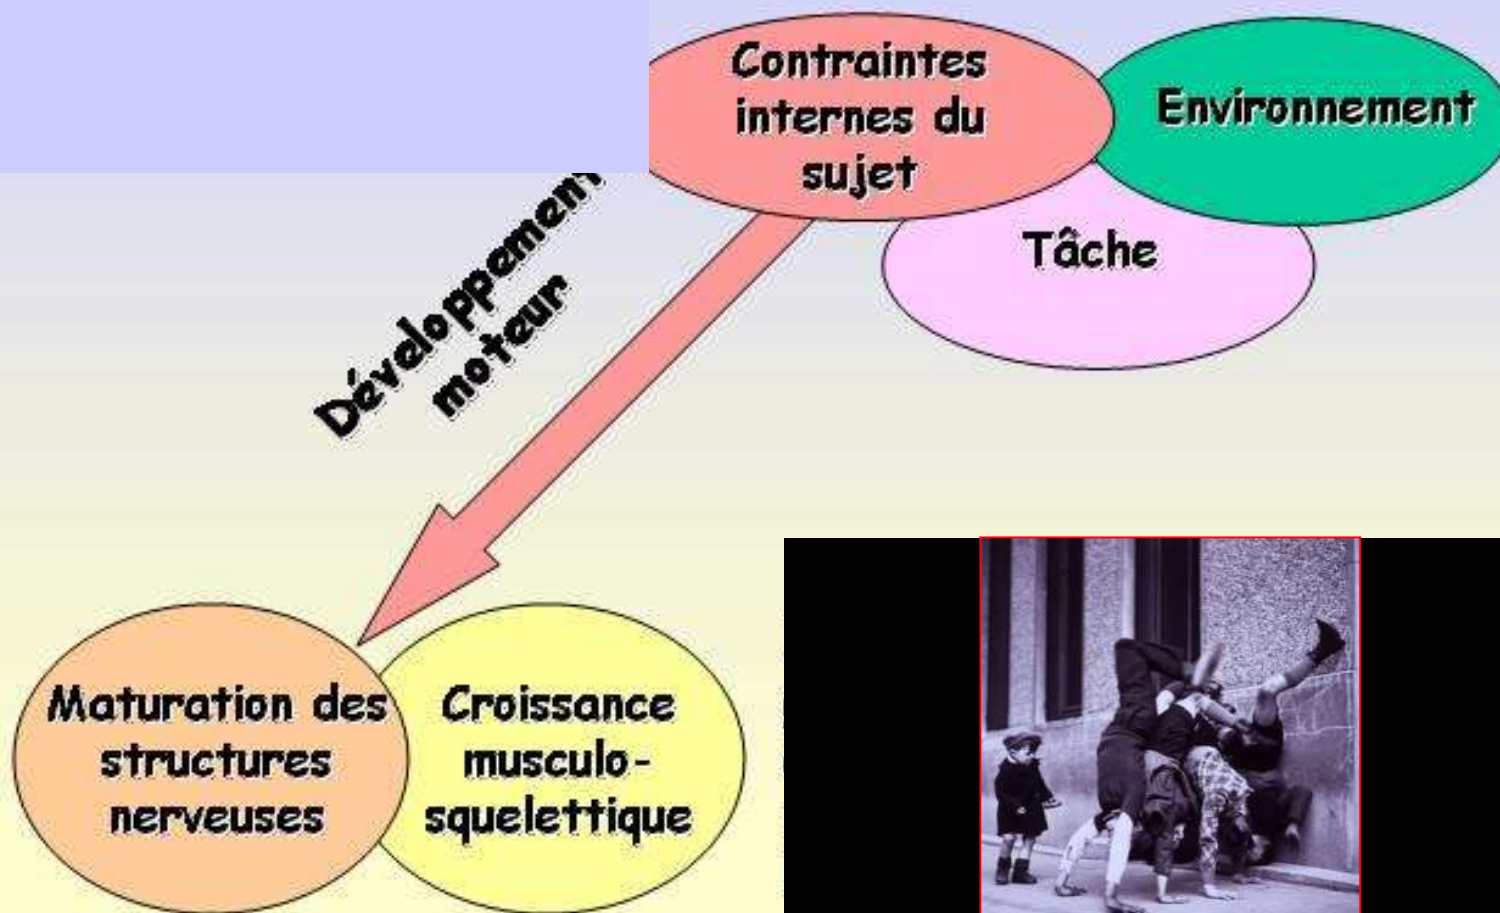 Contraintes
internes du
sujet
Environnement
Tâche
Développement
moteur
Maturation des
structures
nerveuses
Croissance
musculo-
squelettique